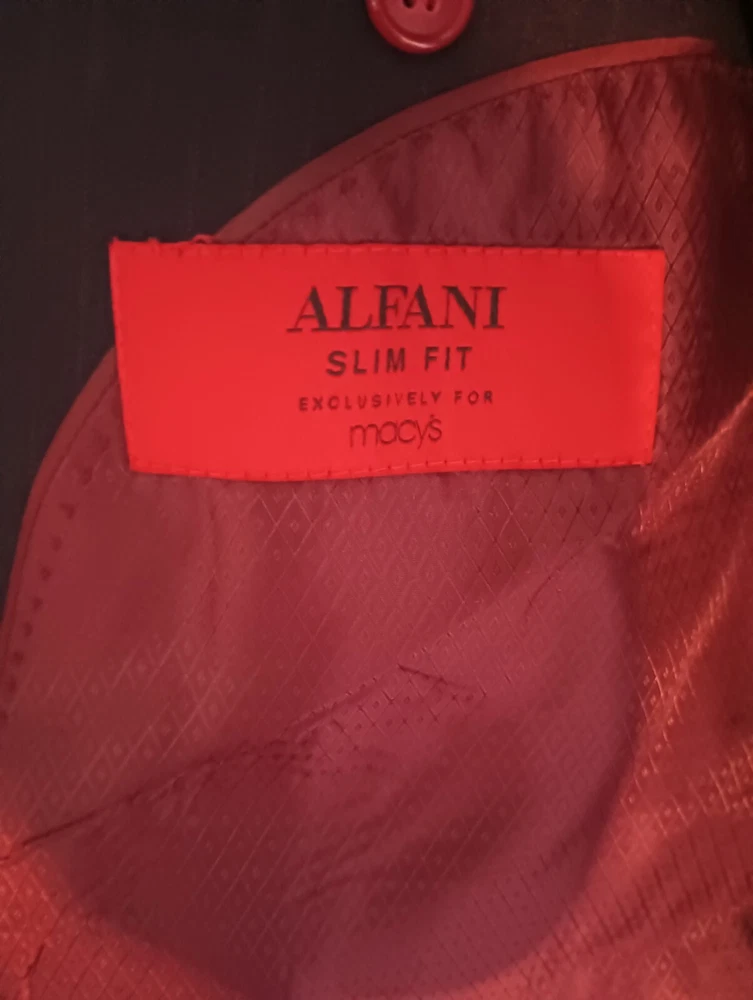 ALFANI
SLIM FIT
EXCLUSIVELY FOR
macy's